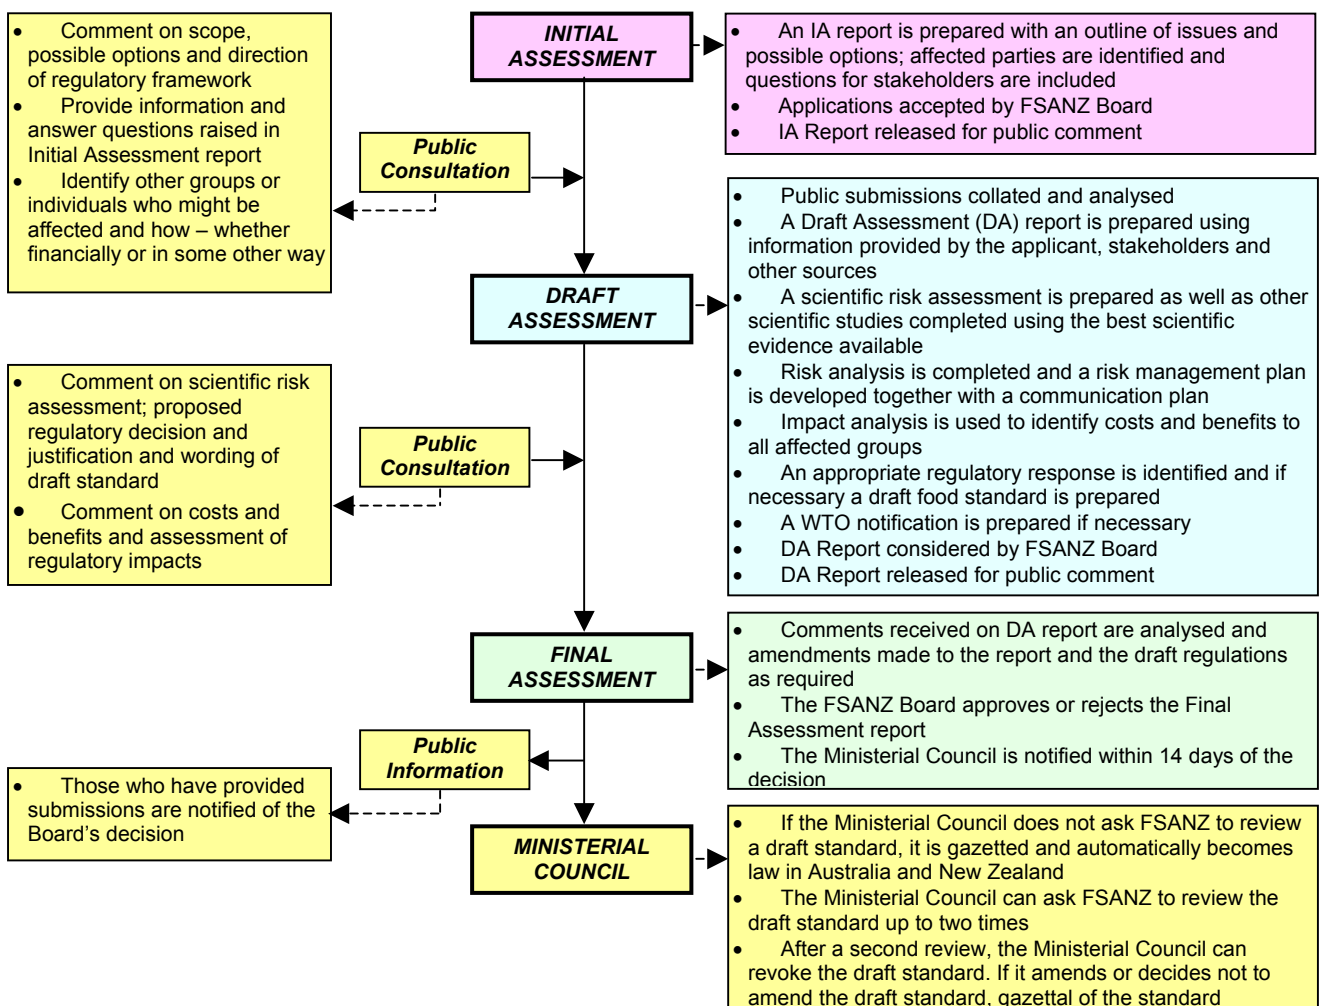 INITIAL
ASSESSMENT
• An IA report is prepared with an outline of issues and
possible options; affected parties are identified and
questions for stakeholders are included
• Applications accepted by FSANZ Board
• IA Report released for public comment
• Comment on scope,
possible options and direction
of regulatory framework
• Provide information and
answer questions raised in
Initial Assessment report
• Identify other groups or
individuals who might be
affected and how – whether
financially or in some other way
Public
Consultation
DRAFT
ASSESSMENT
• Public submissions collated and analysed
• A Draft Assessment (DA) report is prepared using
information provided by the applicant, stakeholders and
other sources
• A scientific risk assessment is prepared as well as other
scientific studies completed using the best scientific
evidence available
• Risk analysis is completed and a risk management plan
is developed together with a communication plan
• Impact analysis is used to identify costs and benefits to
all affected groups
• An appropriate regulatory response is identified and if
necessary a draft food standard is prepared
• A WTO notification is prepared if necessary
• DA Report considered by FSANZ Board
• DA Report released for public comment
• Comment on scientific risk
assessment; proposed
regulatory decision and
justification and wording of
draft standard
• Comment on costs and
benefits and assessment of
regulatory impacts
Public
Consultation
FINAL
ASSESSMENT
• Comments received on DA report are analysed and
amendments made to the report and the draft regulations
as required
• The FSANZ Board approves or rejects the Final
Assessment report
• The Ministerial Council is notified within 14 days of the
decision
Public
Information
• Those who have provided
submissions are notified of the
Board’s decision
MINISTERIAL
COUNCIL
• If the Ministerial Council does not ask FSANZ to review
a draft standard, it is gazetted and automatically becomes
law in Australia and New Zealand
• The Ministerial Council can ask FSANZ to review the
draft standard up to two times
• After a second review, the Ministerial Council can
revoke the draft standard. If it amends or decides not to
amend the draft standard, gazettal of the standard